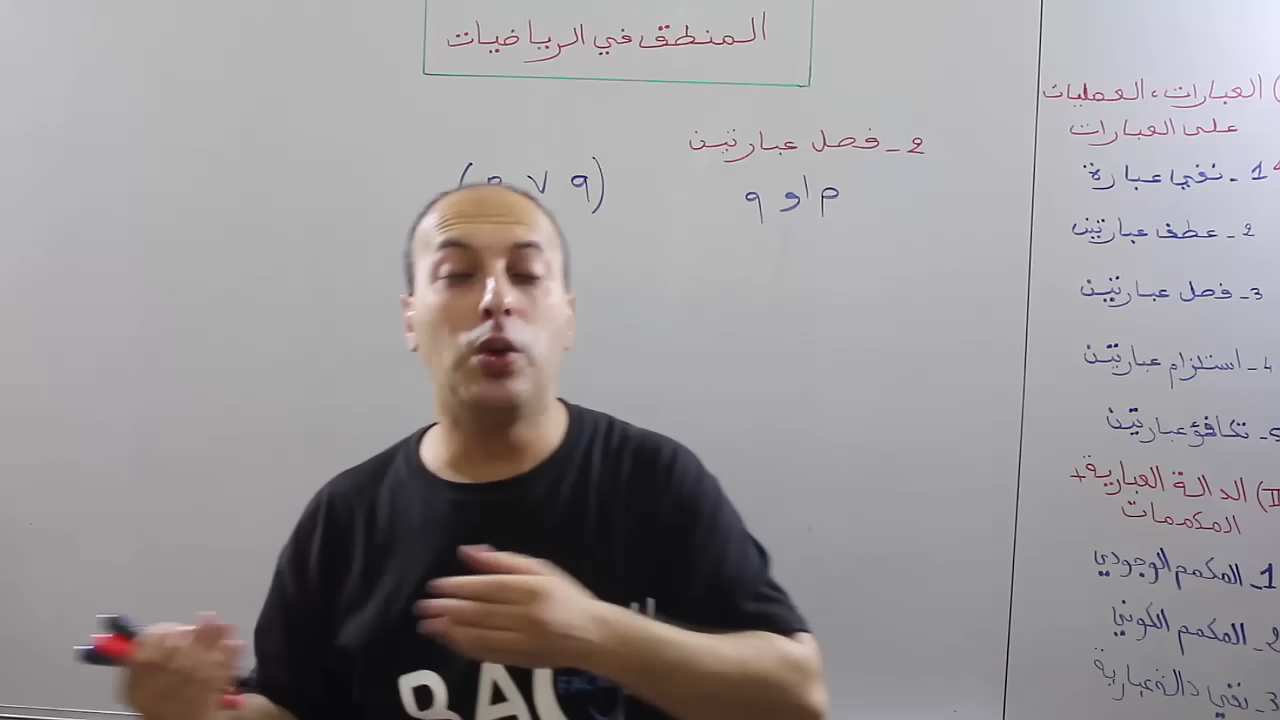 المنطق في الرياضيات
2- فصل عبارتين
p او q
(p ∨ q)
I) العبارات، العمليات
على العبارات
1- نفي عبارة
2- عطف عبارتين
3- فصل عبارتين
4- استلزام عبارتين
5- تكافؤ عبارتين
II) الدالة العبارية +
المكممات
1- المكمم الوجودي
2- المكمم الكوني
3- نفي دالة عبارية
BAC